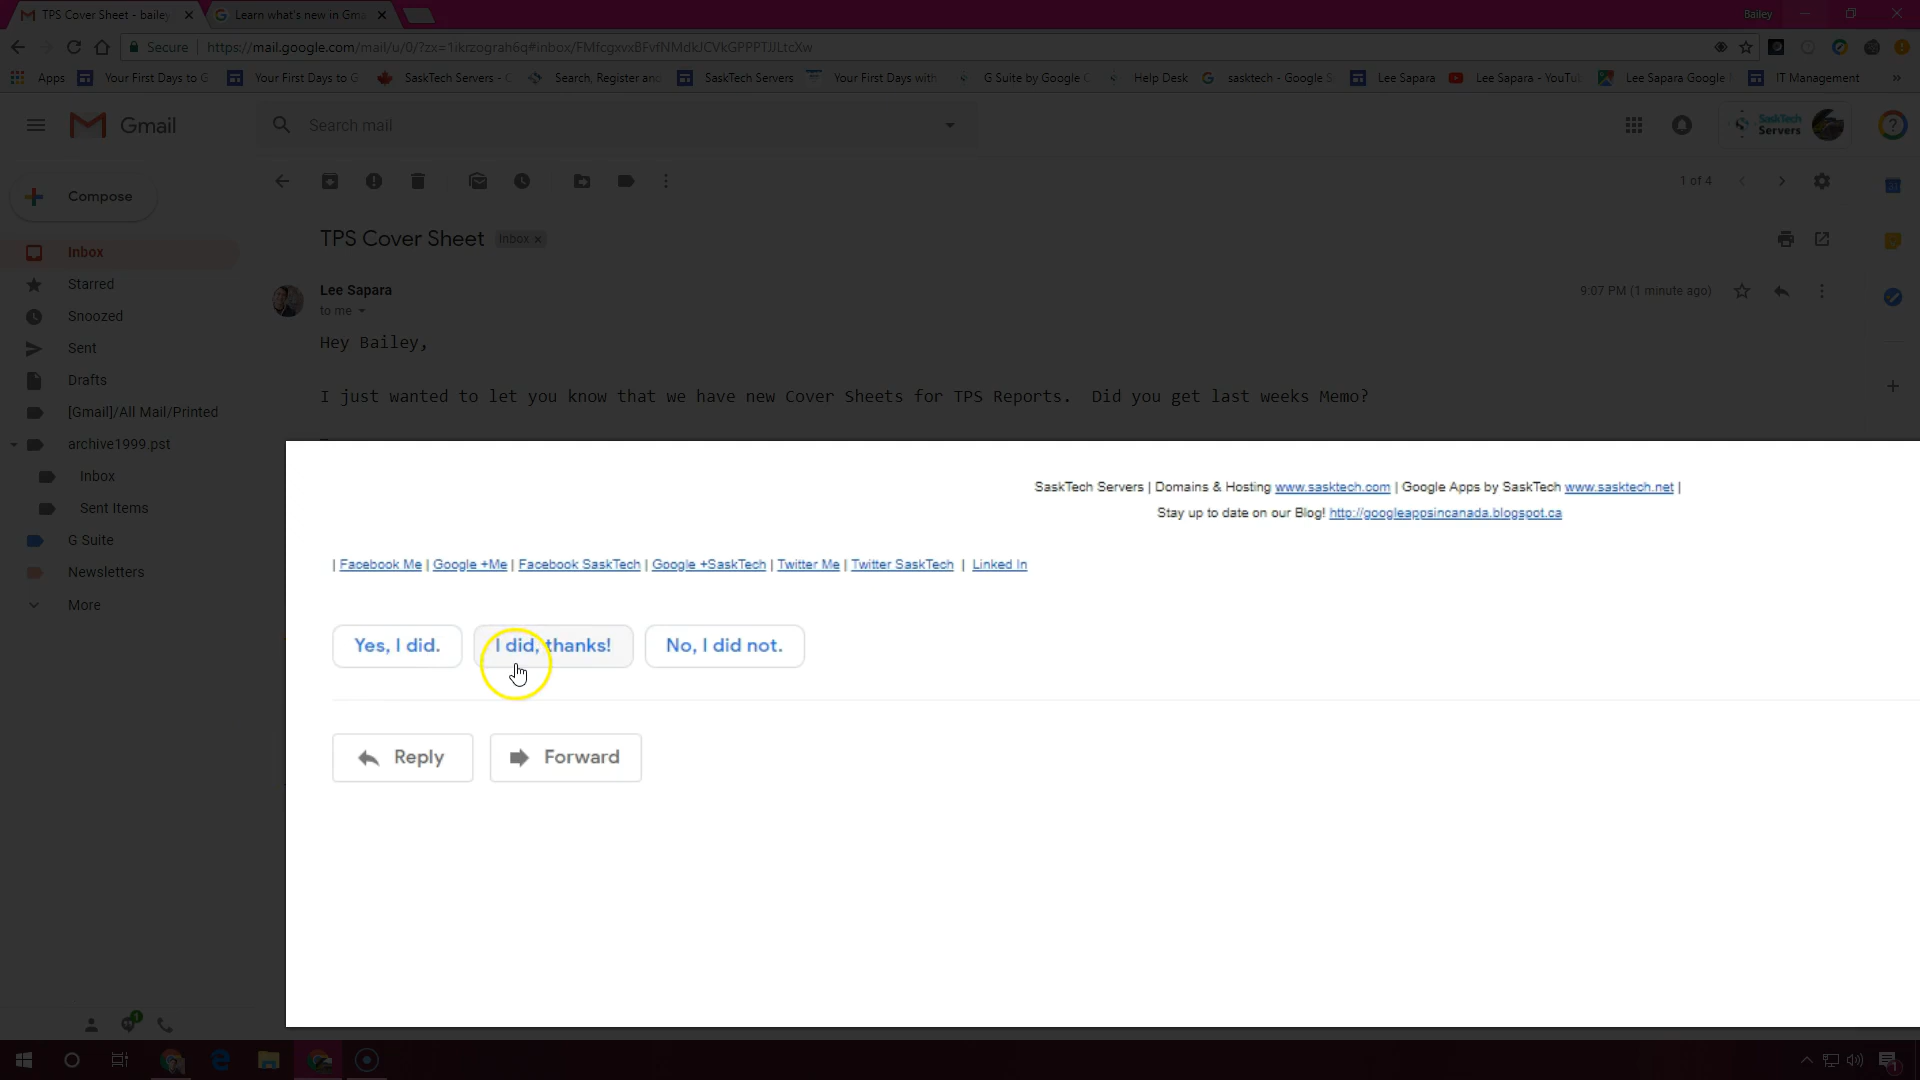 TPS Cover Sheet - bailey
Learn what's new in Gma
Bailey
Secure
https://mail.google.com/mail/u/0/?zx=1ikrzograh6q#inbox/FMfcgxvxBFvfNMdkJCVkGPPPTJJLtcXw
Apps
Your First Days to G
Your First Days to G
SaskTech Servers - C
Search, Register and
SaskTech Servers
Your First Days with
G Suite by Google C
Help Desk
sasktech - Google S
Lee Sapara
Lee Sapara - YouTu
Lee Sapara Google
IT Management
»
Gmail
Search mail
SaskTech
Servers
?
Compose
1 of 4
TPS Cover Sheet
Inbox x
Inbox
Starred
Snoozed
Sent
Drafts
[Gmail]/All Mail/Printed
archive1999.pst
Inbox
Sent Items
G Suite
Newsletters
More
Lee Sapara
to me
9:07 PM (1 minute ago)
Hey Bailey,
I just wanted to let you know that we have new Cover Sheets for TPS Reports.  Did you get last weeks Memo?
SaskTech Servers | Domains & Hosting www.sasktech.com | Google Apps by SaskTech www.sasktech.net |
Stay up to date on our Blog! http://googleappsincanada.blogspot.ca
| Facebook Me | Google +Me | Facebook SaskTech | Google +SaskTech | Twitter Me | Twitter SaskTech | Linked In
Yes, I did.
I did, thanks!
No, I did not.
Reply
Forward
1
1